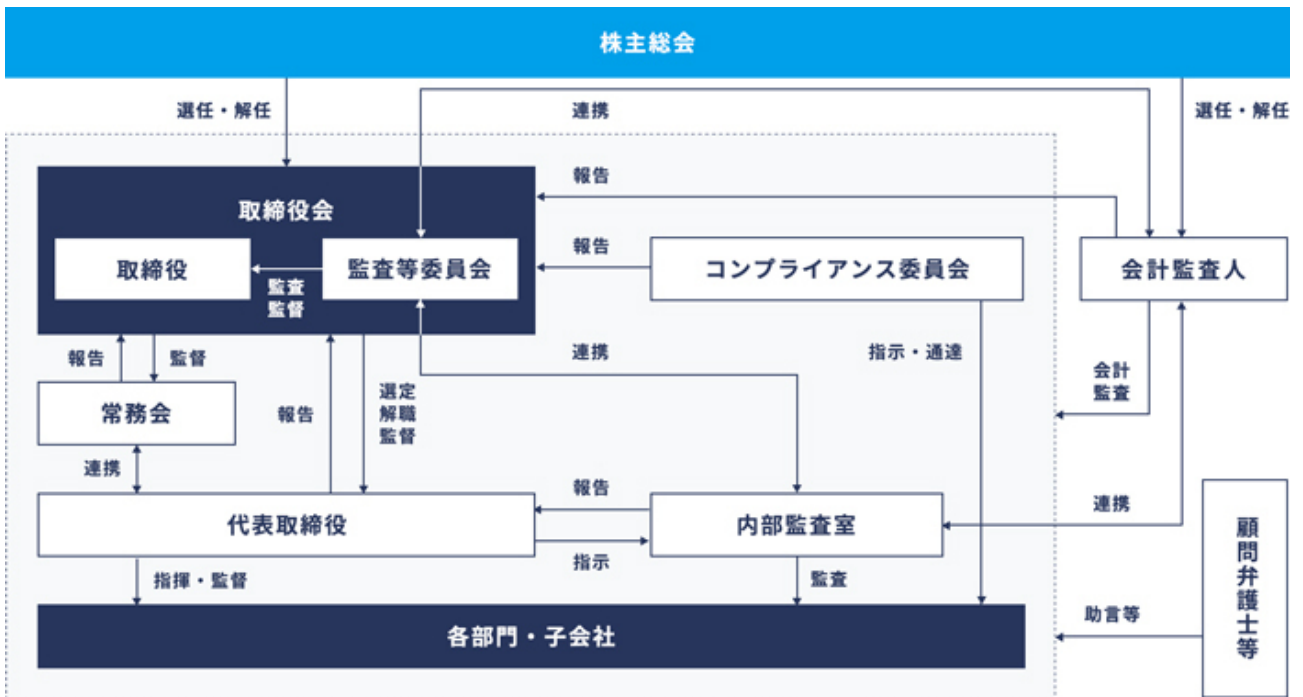 株主総会
選任・解任
連携
選任・解任
報告
取締役会
報告
取締役
監査等委員会
コンプライアンス委員会
会計監査人
監査
監督
報告
監督
連携
指示・通達
会計
監査
常務会
報告
選定
解職
監督
連携
報告
連携
代表取締役
内部監査室
指示
指揮・監督
監査
顧問弁護士等
助言等
各部門・子会社